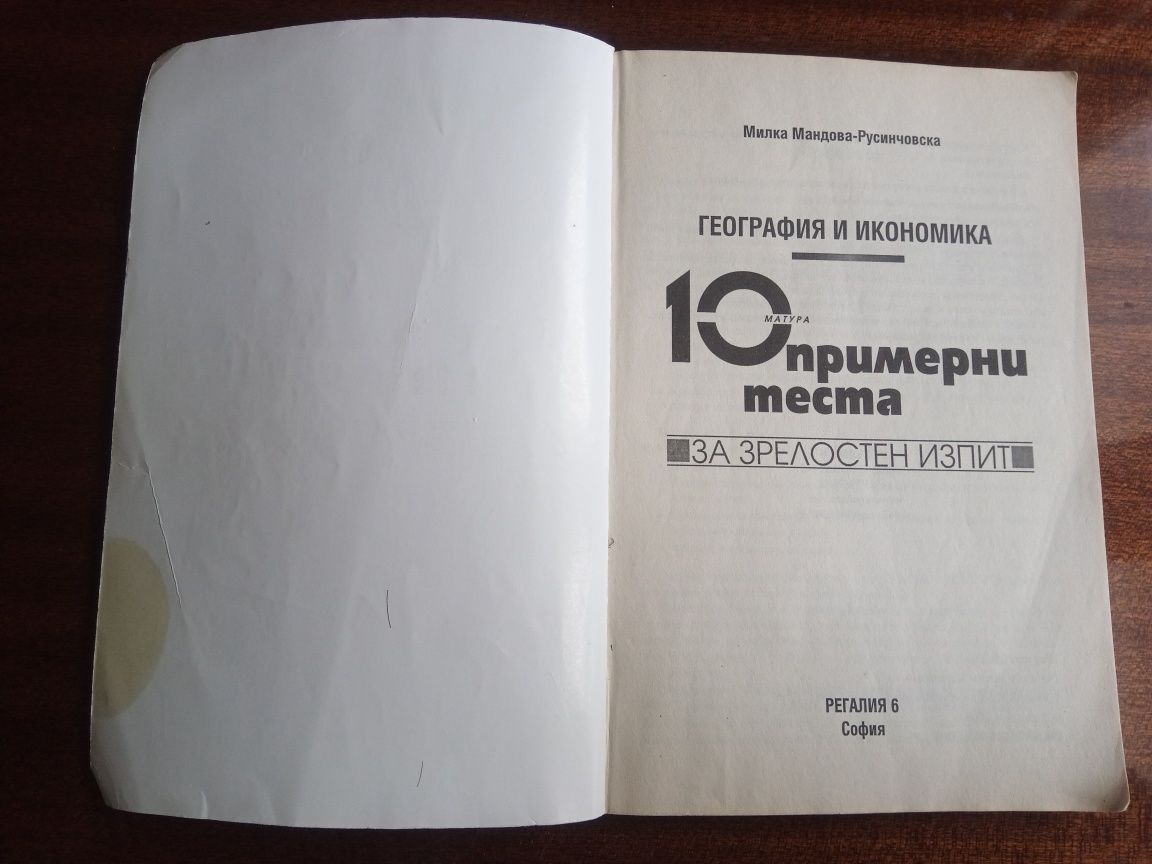 Милка Мандова-Русинчовска
ГЕОГРАФИЯ И ИКОНОМИКА
10
МАТУРА
примерни
теста
ЗА ЗРЕЛОСТЕН ИЗПИТ
РЕГАЛИЯ 6
София